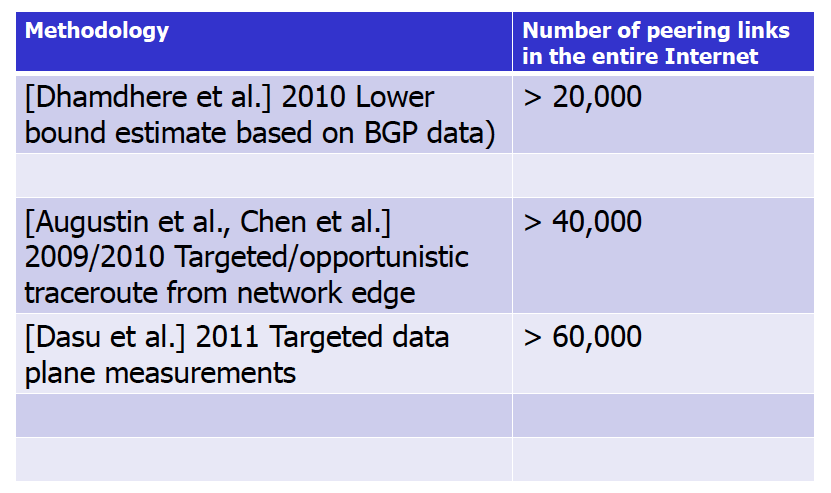 Methodology
Number of peering links
in the entire Internet
[Dhamdhere et al.] 2010 Lower
bound estimate based on BGP data)
> 20,000
[Augustin et al., Chen et al.]
2009/2010 Targeted/opportunistic
traceroute from network edge
> 40,000
[Dasu et al.] 2011 Targeted data
plane measurements
> 60,000